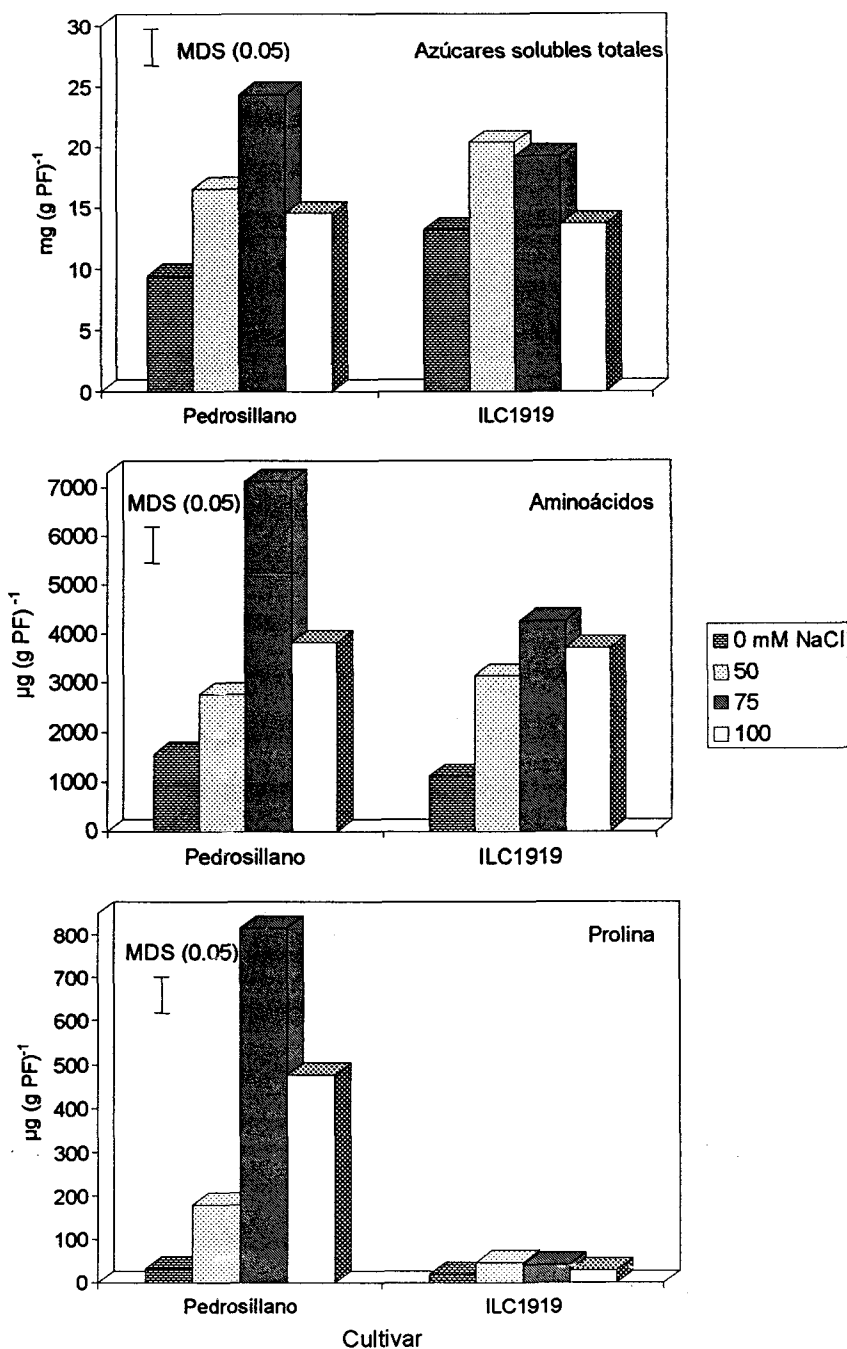 30
25
20
15
10
5
0
mg (g PF)⁻¹
MDS (0.05)
Azúcares solubles totales
Pedrosillano
ILC1919
7000
6000
5000
4000
3000
2000
1000
0
µg (g PF)⁻¹
MDS (0.05)
Aminoácidos
Pedrosillano
ILC1919
0 mM NaCl
50
75
100
800
700
600
500
400
300
200
100
0
µg (g PF)⁻¹
MDS (0.05)
Prolina
Pedrosillano
ILC1919
Cultivar